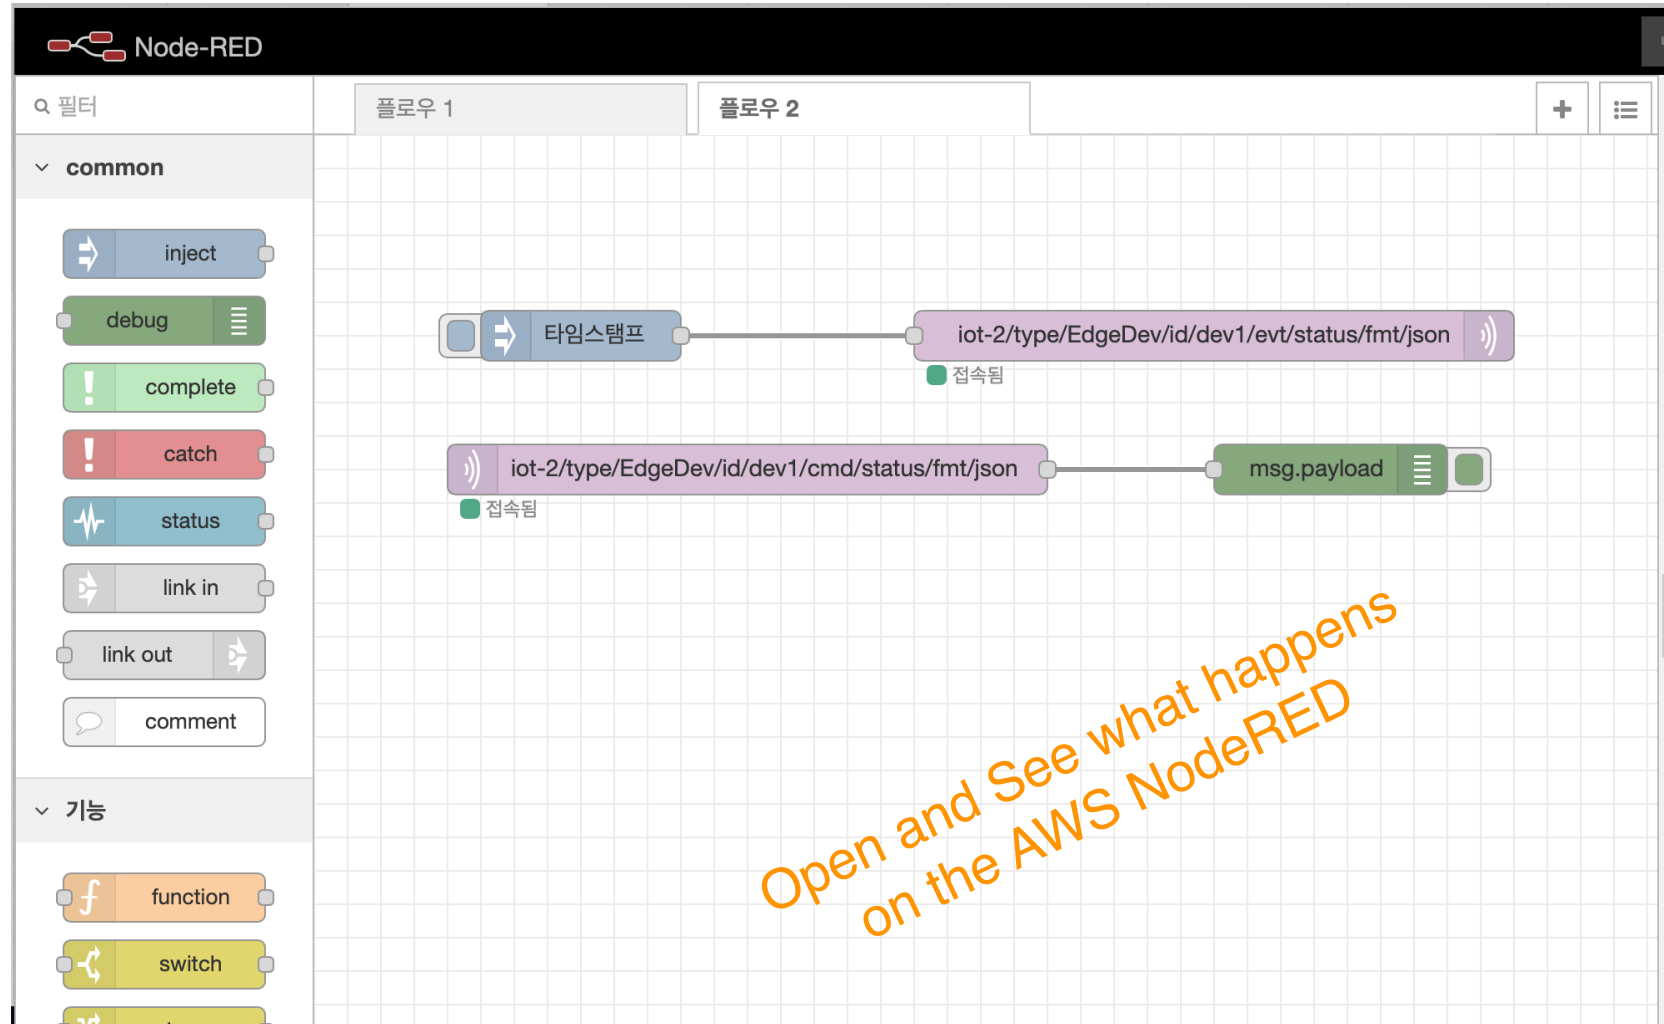 Node-RED
필터
플로우 1
플로우 2
common
inject
debug
complete
catch
status
link in
link out
comment
기능
function
switch
타임스탬프
iot-2/type/EdgeDev/id/dev1/evt/status/fmt/json
접속됨
iot-2/type/EdgeDev/id/dev1/cmd/status/fmt/json
msg.payload
접속됨
Open and See what happens
on the AWS NodeRED